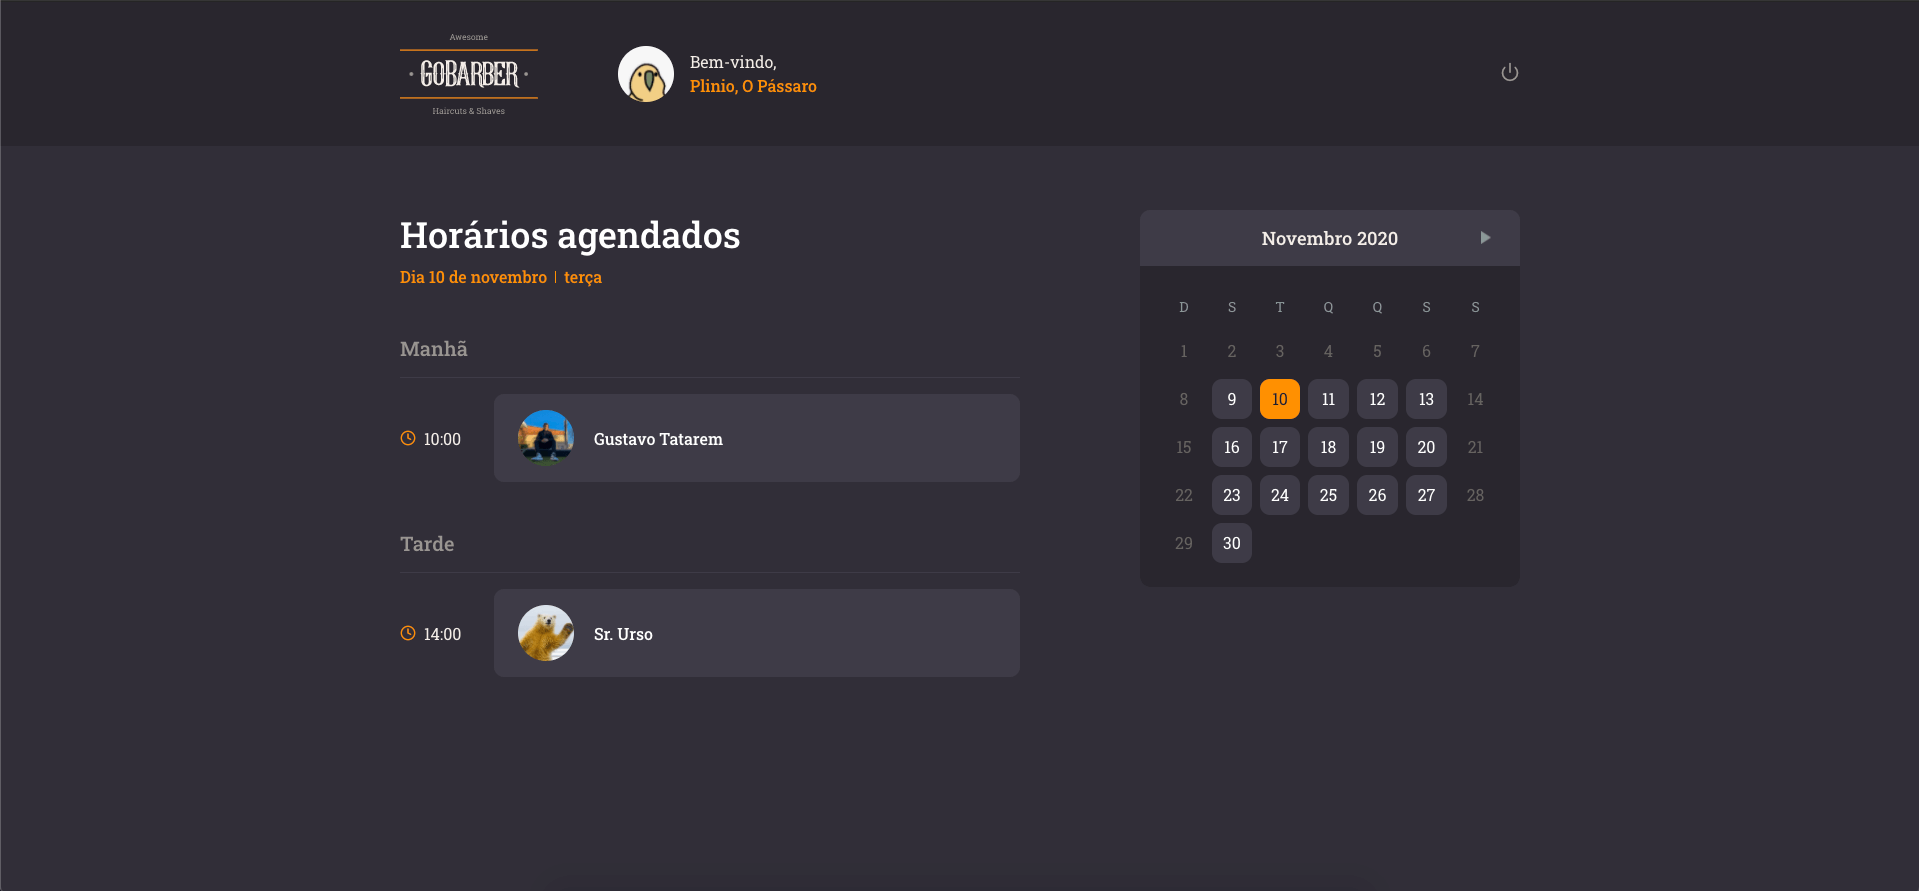 Awesome
GOBARBER
Haircuts & Shaves
Bem-vindo,
Plinio, O Pássaro
Horários agendados
Dia 10 de novembro | terça
Manhã
10:00 Gustavo Tatarem
Tarde
14:00 Sr. Urso
Novembro 2020
D S T Q Q S S
1 2 3 4 5 6 7
8 9 10 11 12 13 14
15 16 17 18 19 20 21
22 23 24 25 26 27 28
29 30